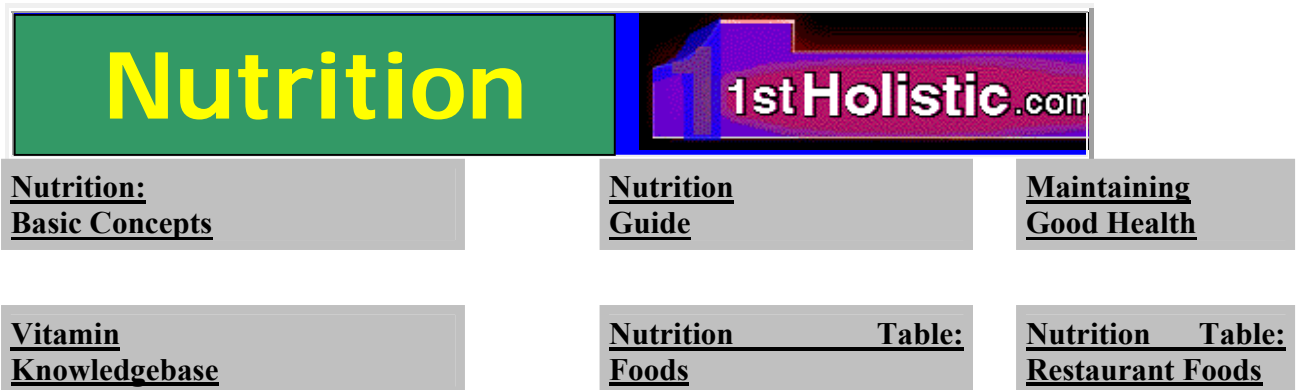 Nutrition
1stHolistic.com
Nutrition:
Basic Concepts
Nutrition
Guide
Maintaining
Good Health
Vitamin
Knowledgebase
Nutrition Table:
Foods
Nutrition Table:
Restaurant Foods